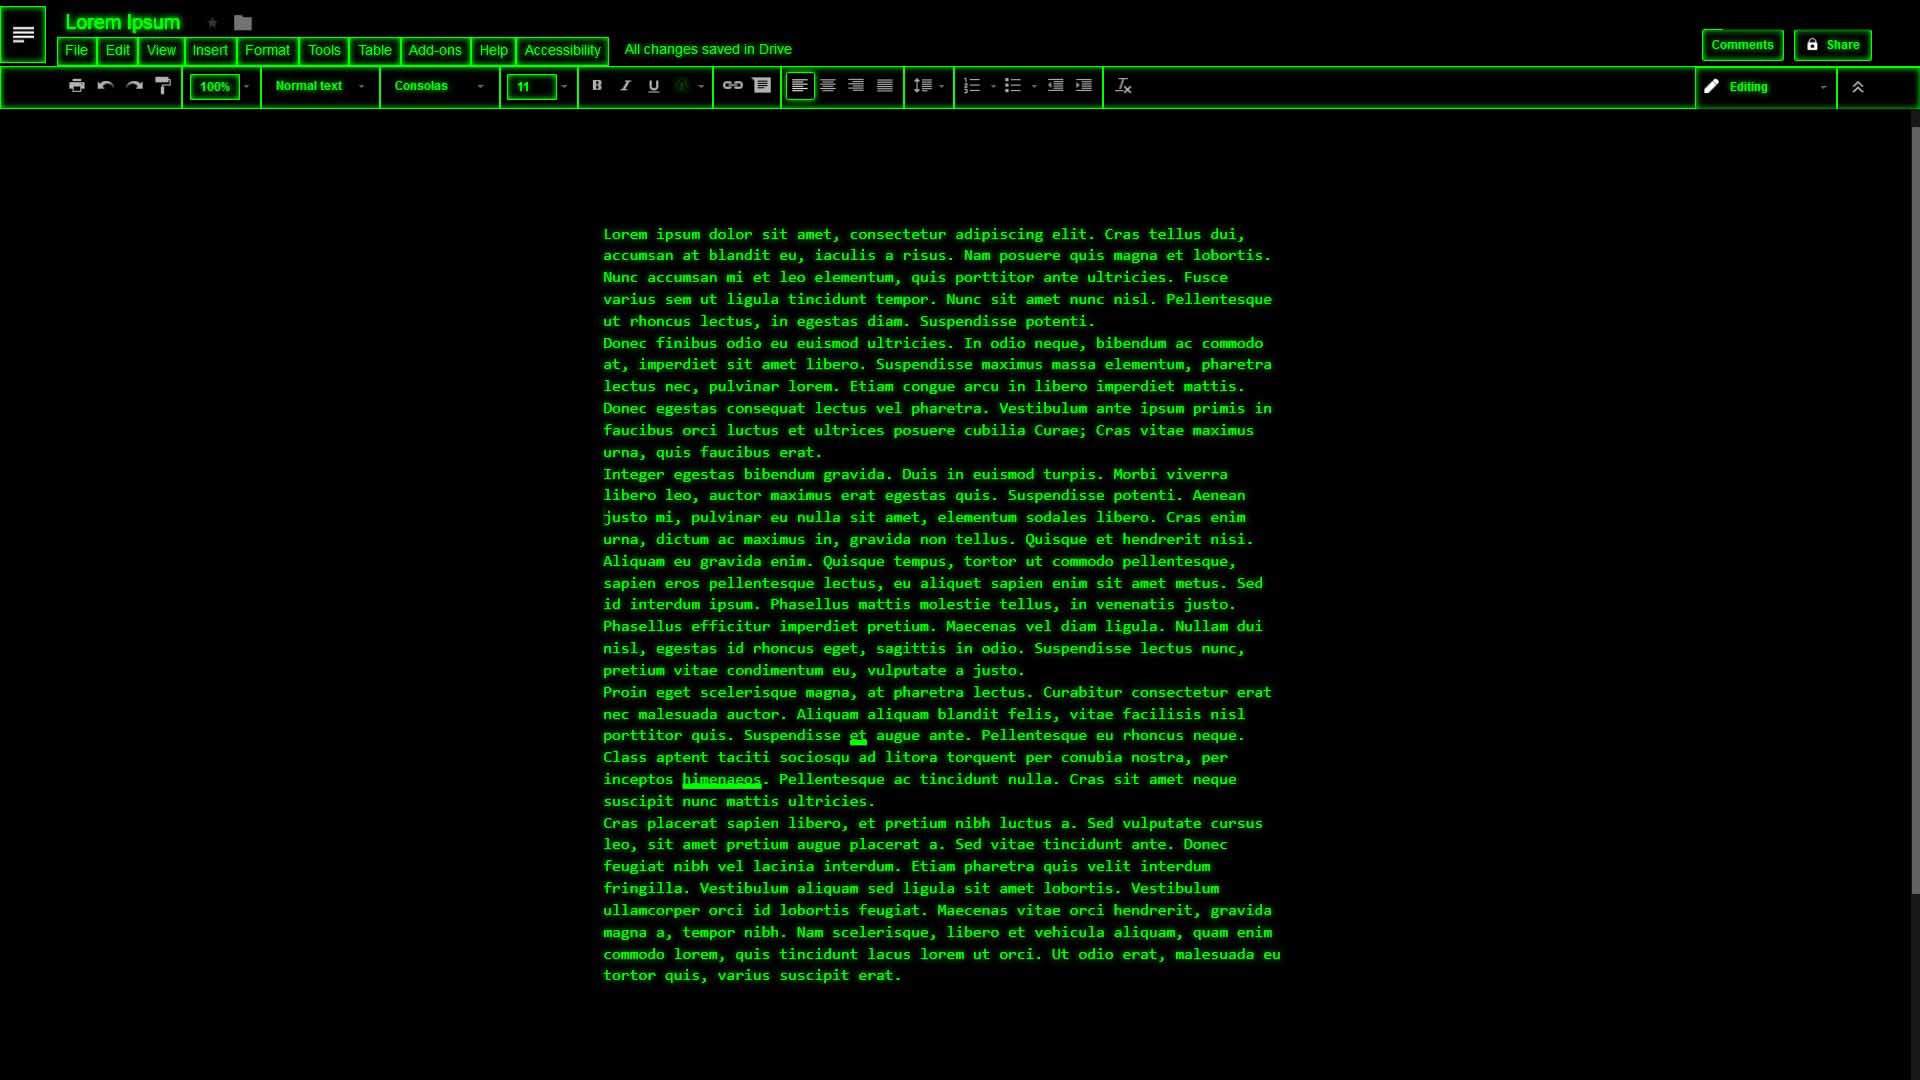 Lorem Ipsum
File Edit View Insert Format Tools Table Add-ons Help Accessibility All changes saved in Drive
Comments Share
100% Normal text Consolas 11 B I U Editing
Lorem ipsum dolor sit amet, consectetur adipiscing elit. Cras tellus dui,
accumsan at blandit eu, iaculis a risus. Nam posuere quis magna et lobortis.
Nunc accumsan mi et leo elementum, quis porttitor ante ultricies. Fusce
varius sem ut ligula tincidunt tempor. Nunc sit amet nunc nisl. Pellentesque
ut rhoncus lectus, in egestas diam. Suspendisse potenti.
Donec finibus odio eu euismod ultricies. In odio neque, bibendum ac commodo
at, imperdiet sit amet libero. Suspendisse maximus massa elementum, pharetra
lectus nec, pulvinar lorem. Etiam congue arcu in libero imperdiet mattis.
Donec egestas consequat lectus vel pharetra. Vestibulum ante ipsum primis in
faucibus orci luctus et ultrices posuere cubilia Curae; Cras vitae maximus
urna, quis faucibus erat.
Integer egestas bibendum gravida. Duis in euismod turpis. Morbi viverra
libero leo, auctor maximus erat egestas quis. Suspendisse potenti. Aenean
justo mi, pulvinar eu nulla sit amet, elementum sodales libero. Cras enim
urna, dictum ac maximus in, gravida non tellus. Quisque et hendrerit nisi.
Aliquam eu gravida enim. Quisque tempus, tortor ut commodo pellentesque,
sapien eros pellentesque lectus, eu aliquet sapien enim sit amet metus. Sed
id interdum ipsum. Phasellus mattis molestie tellus, in venenatis justo.
Phasellus efficitur imperdiet pretium. Maecenas vel diam ligula. Nullam dui
nisl, egestas id rhoncus eget, sagittis in odio. Suspendisse lectus nunc,
pretium vitae condimentum eu, vulputate a justo.
Proin eget scelerisque magna, at pharetra lectus. Curabitur consectetur erat
nec malesuada auctor. Aliquam aliquam blandit felis, vitae facilisis nisl
porttitor quis. Suspendisse et augue ante. Pellentesque eu rhoncus neque.
Class aptent taciti sociosqu ad litora torquent per conubia nostra, per
inceptos himenaeos. Pellentesque ac tincidunt nulla. Cras sit amet neque
suscipit nunc mattis ultricies.
Cras placerat sapien libero, et pretium nibh luctus a. Sed vulputate cursus
leo, sit amet pretium augue placerat a. Sed vitae tincidunt ante. Donec
feugiat nibh vel lacinia interdum. Etiam pharetra quis velit interdum
fringilla. Vestibulum aliquam sed ligula sit amet lobortis. Vestibulum
ullamcorper orci id lobortis feugiat. Maecenas vitae orci hendrerit, gravida
magna a, tempor nibh. Nam scelerisque, libero et vehicula aliquam, quam enim
commodo lorem, quis tincidunt lacus lorem ut orci. Ut odio erat, malesuada eu
tortor quis, varius suscipit erat.